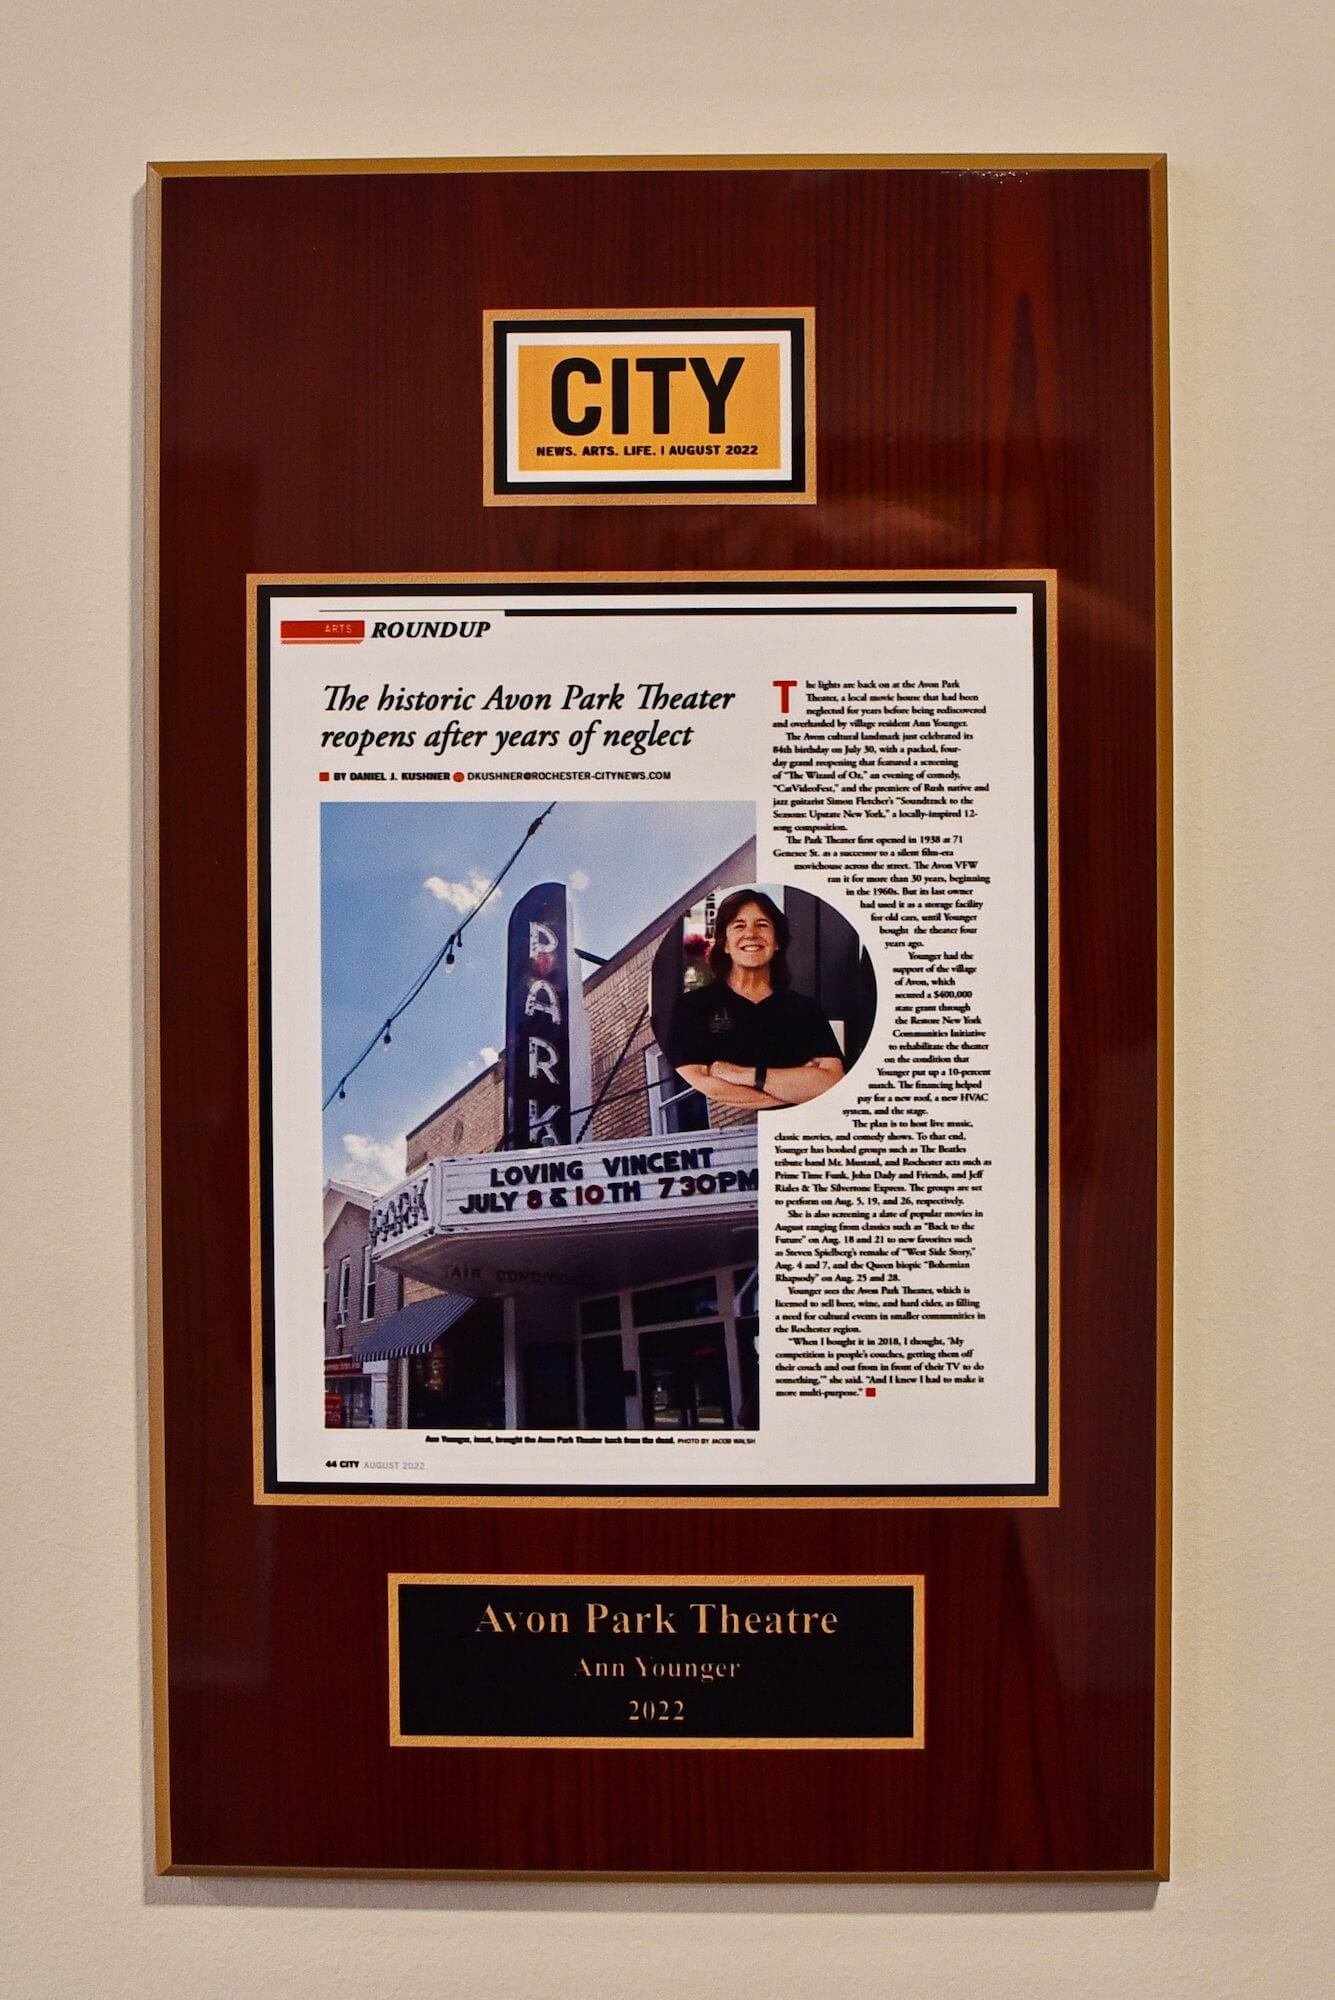 CITY
NEWS. ARTS. LIFE. | AUGUST 2022
ARTS ROUNDUP
The historic Avon Park Theater
reopens after years of neglect
BY DANIEL J. KUSHNER DKUSHNER@ROCHESTER-CITYNEWS.COM
PARK
LOVING VINCENT
JULY 8 & 10TH 7 30PM
PARK
AIR CONDITIONED
Ann Younger, inset, brought the Avon Park Theater back from the dead. PHOTO BY JACOB WALSH
44 CITY AUGUST 2022
The lights are back on at the Avon Park
Theater, a local movie house that had been
neglected for years before being rediscovered
and overhauled by village resident Ann Younger.
The Avon cultural landmark just celebrated its
84th birthday on July 30, with a packed, four-
day grand reopening that featured a screening
of "The Wizard of Oz," an evening of comedy,
"CatVideoFest," and the premiere of Rush native and
jazz guitarist Simon Fletcher's "Soundtrack to the
Seasons: Upstate New York," a locally-inspired 12-
song composition.
The Park Theater first opened in 1938 at 71
Genesee St. as a successor to a silent film-era
moviehouse across the street. The Avon VFW
ran it for more than 30 years, beginning
in the 1960s. But its last owner
had used it as a storage facility
for old cars, until Younger
bought the theater four
years ago.
Younger had the
support of the village
of Avon, which
secured a $400,000
state grant through
the Restore New York
Communities Initiative
to rehabilitate the theater
on the condition that
Younger put up a 10-percent
match. The financing helped
pay for a new roof, a new HVAC
system, and the stage.
The plan is to host live music,
classic movies, and comedy shows. To that end,
Younger has booked groups such as The Beatles
tribute band Mr. Mustard, and Rochester acts such as
Prime Time Funk, John Dady and Friends, and Jeff
Riales & The Silvertone Express. The groups are set
to perform on Aug. 5, 19, and 26, respectively.
She is also screening a slate of popular movies in
August ranging from classics such as "Back to the
Future" on Aug. 18 and 21 to new favorites such
as Steven Spielberg's remake of "West Side Story,"
Aug. 4 and 7, and the Queen biopic "Bohemian
Rhapsody" on Aug. 25 and 28.
Younger sees the Avon Park Theater, which is
licensed to sell beer, wine, and hard cider, as filling
a need for cultural events in smaller communities in
the Rochester region.
"When I bought it in 2018, I thought, 'My
competition is people's couches, getting them off
their couch and out from in front of their TV to do
something,'" she said. "And I knew I had to make it
more multi-purpose."
Avon Park Theatre
Ann Younger
2022